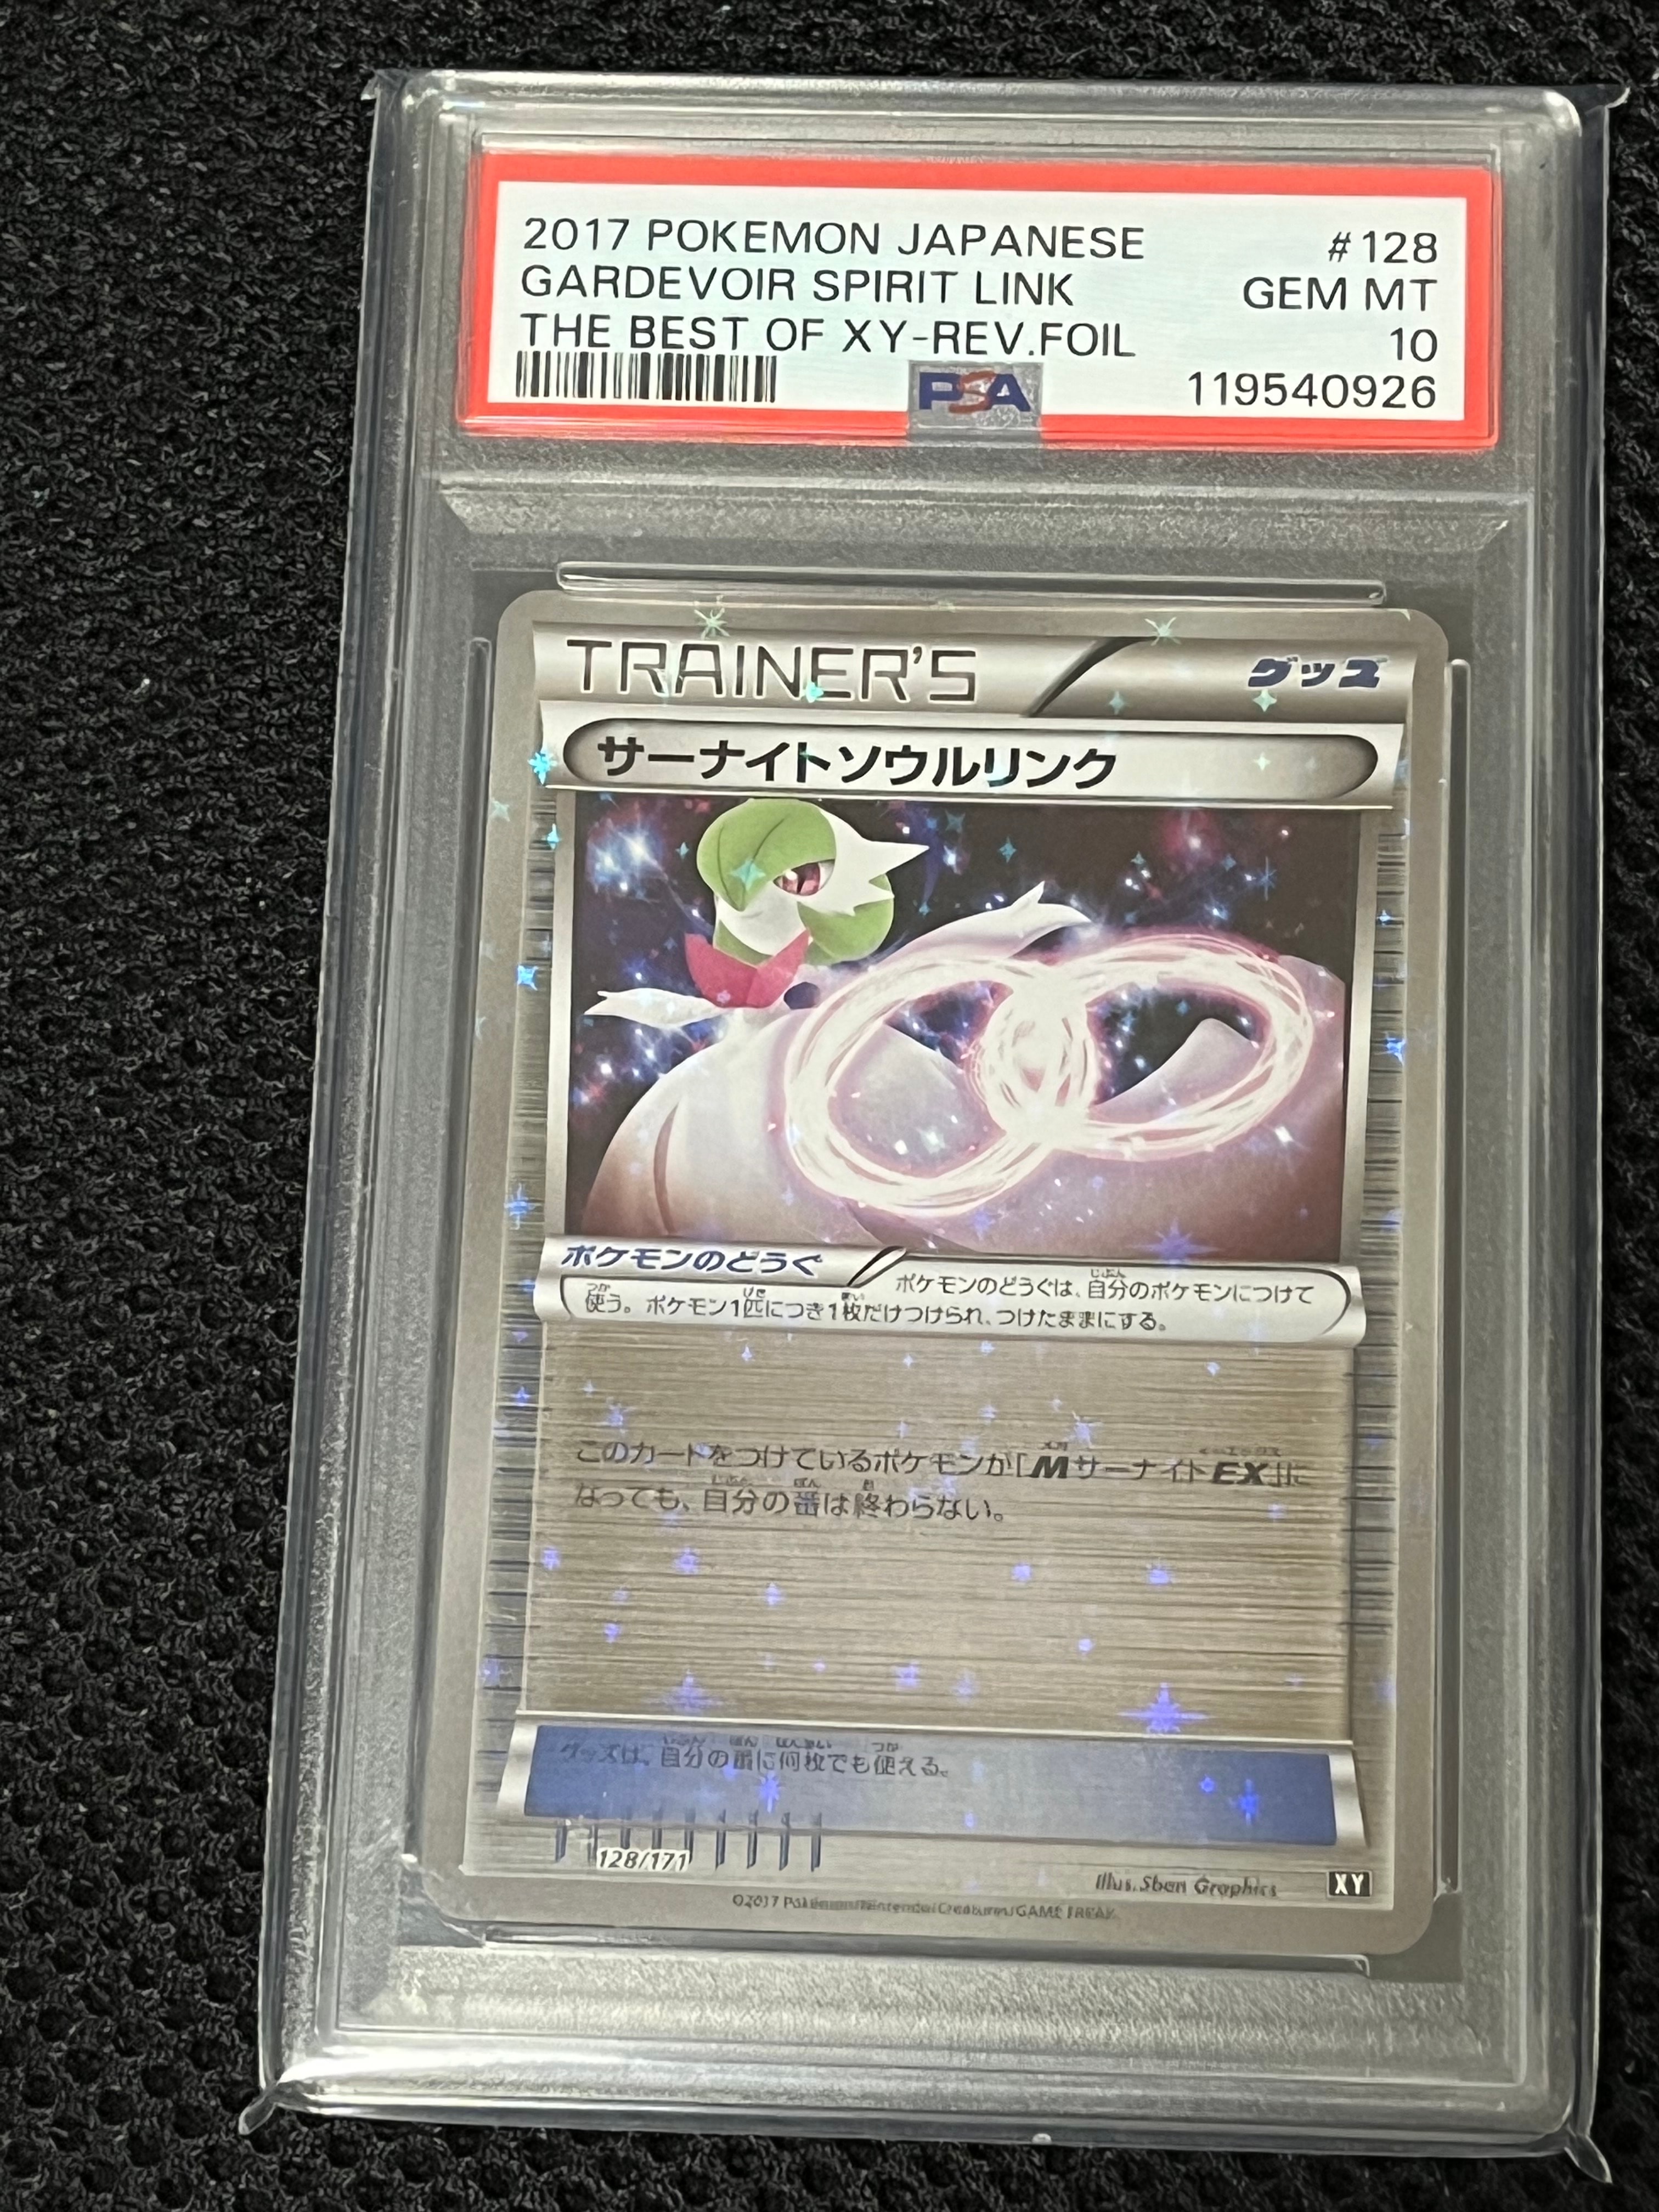 2017 POKEMON JAPANESE #128
GARDEVOIR SPIRIT LINK GEM MT
THE BEST OF XY-REV.FOIL 10
PSA 119540926
TRAINER'S グッズ
サーナイトソウルリンク
ポケモンのどうぐ
ポケモンのどうぐは、自分のポケモンにつけて
使う。ポケモン1匹につき1枚だけつけられ、つけたままにする。
このカードをつけているポケモンが「MサーナイトEX」に
なっても、自分の番は終わらない。
グッズは、自分の番に何枚でも使える。
128/171
Illus. 5ban Graphics XY
©2017 Pokémon/Nintendo/Creatures/GAME FREAK.